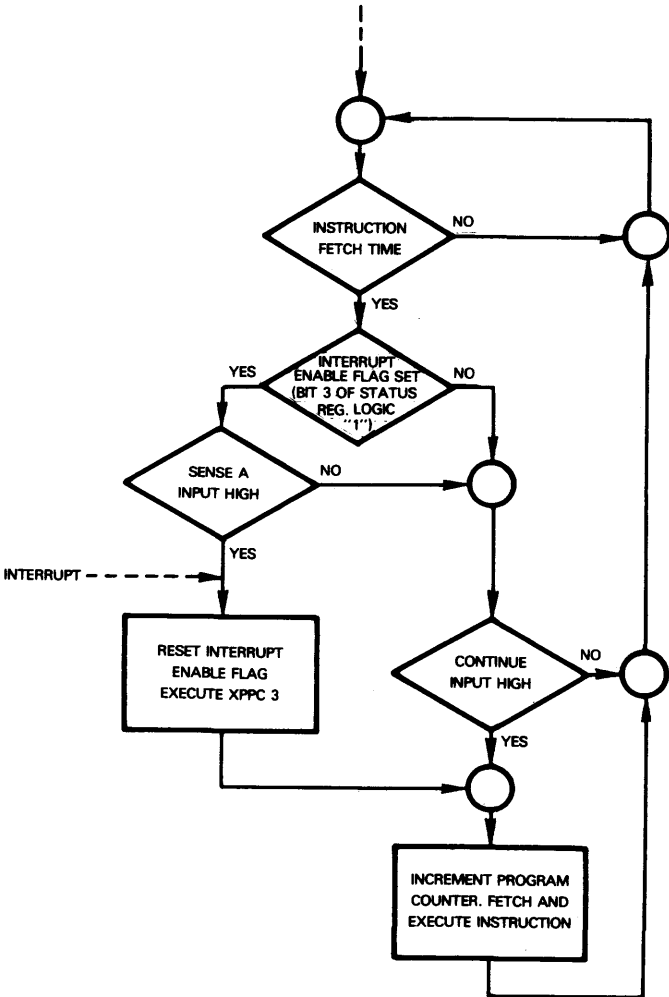 INSTRUCTION
FETCH TIME
NO
YES
YES
INTERRUPT
ENABLE FLAG SET
(BIT 3 OF STATUS
REG. LOGIC
"1")
NO
SENSE A
INPUT HIGH
NO
YES
INTERRUPT
RESET INTERRUPT
ENABLE FLAG
EXECUTE XPPC 3
CONTINUE
INPUT HIGH
NO
YES
INCREMENT PROGRAM
COUNTER. FETCH AND
EXECUTE INSTRUCTION